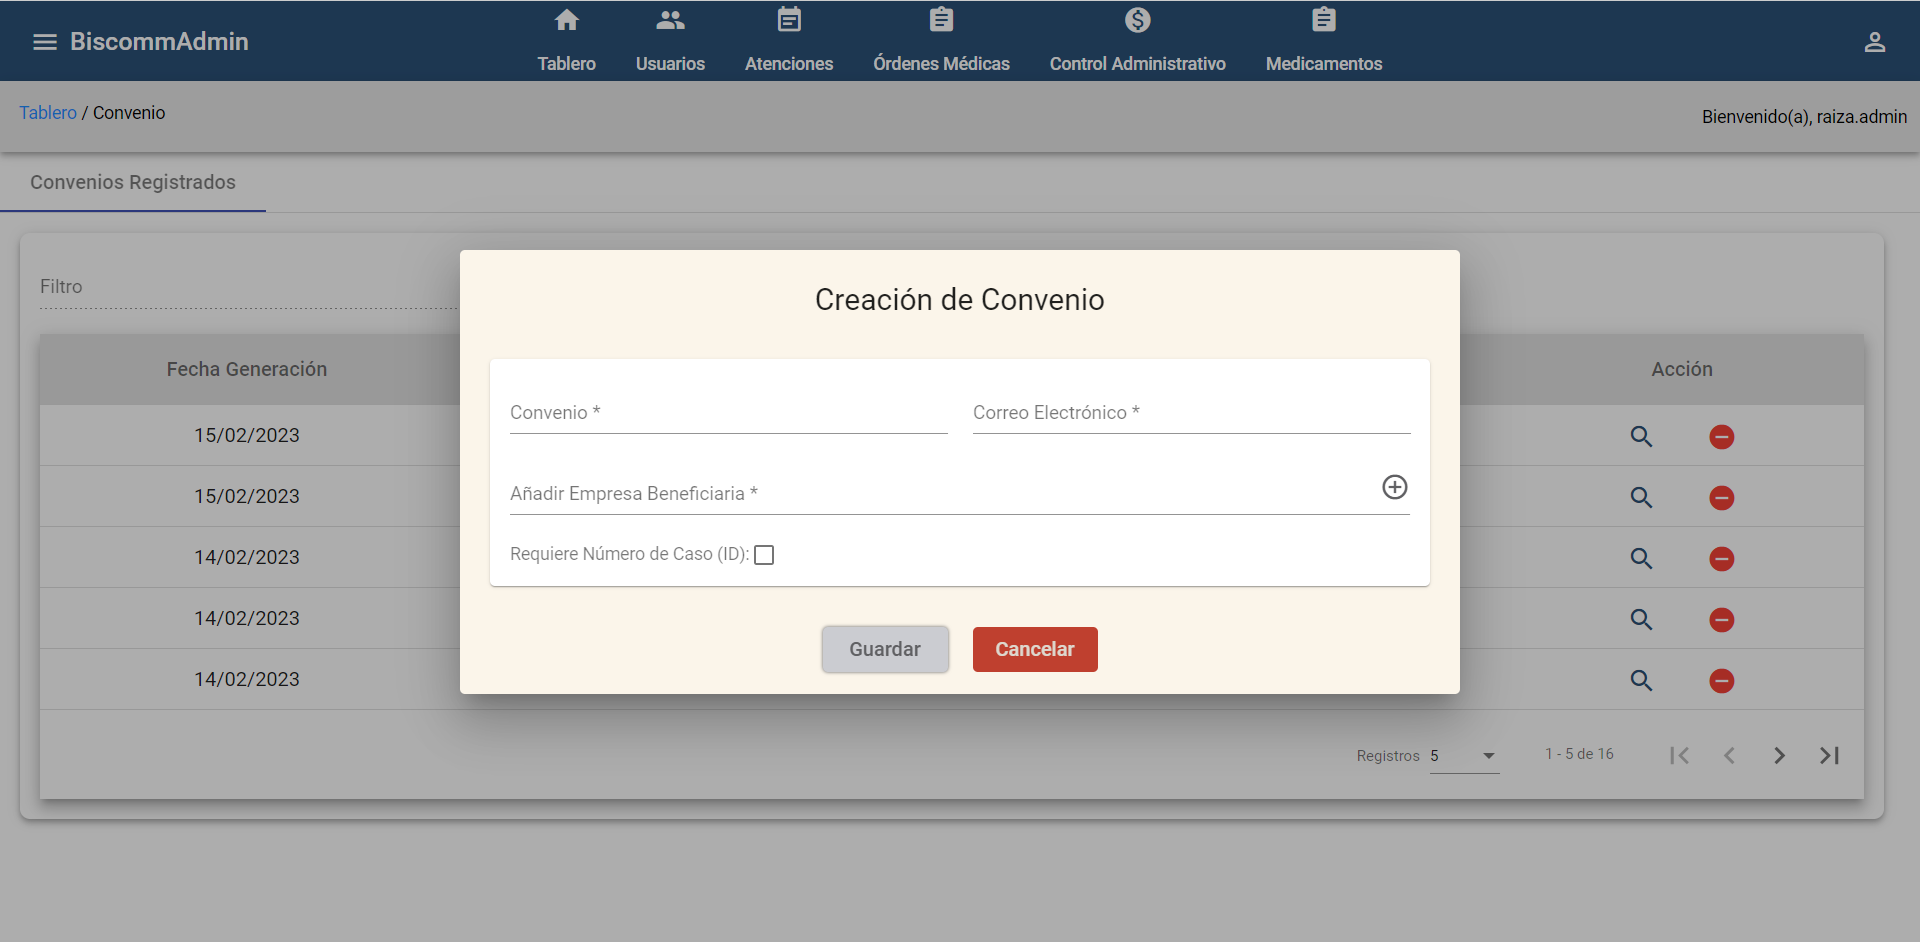 BiscommAdmin
Tablero
Usuarios
Atenciones
Órdenes Médicas
Control Administrativo
Medicamentos
Tablero / Convenio
Bienvenido(a), raiza.admin
Convenios Registrados
Filtro
Fecha Generación
Acción
15/02/2023
15/02/2023
14/02/2023
14/02/2023
14/02/2023
Creación de Convenio
Convenio *
Correo Electrónico *
Añadir Empresa Beneficiaria *
Requiere Número de Caso (ID):
Guardar
Cancelar
Registros 5
1 - 5 de 16